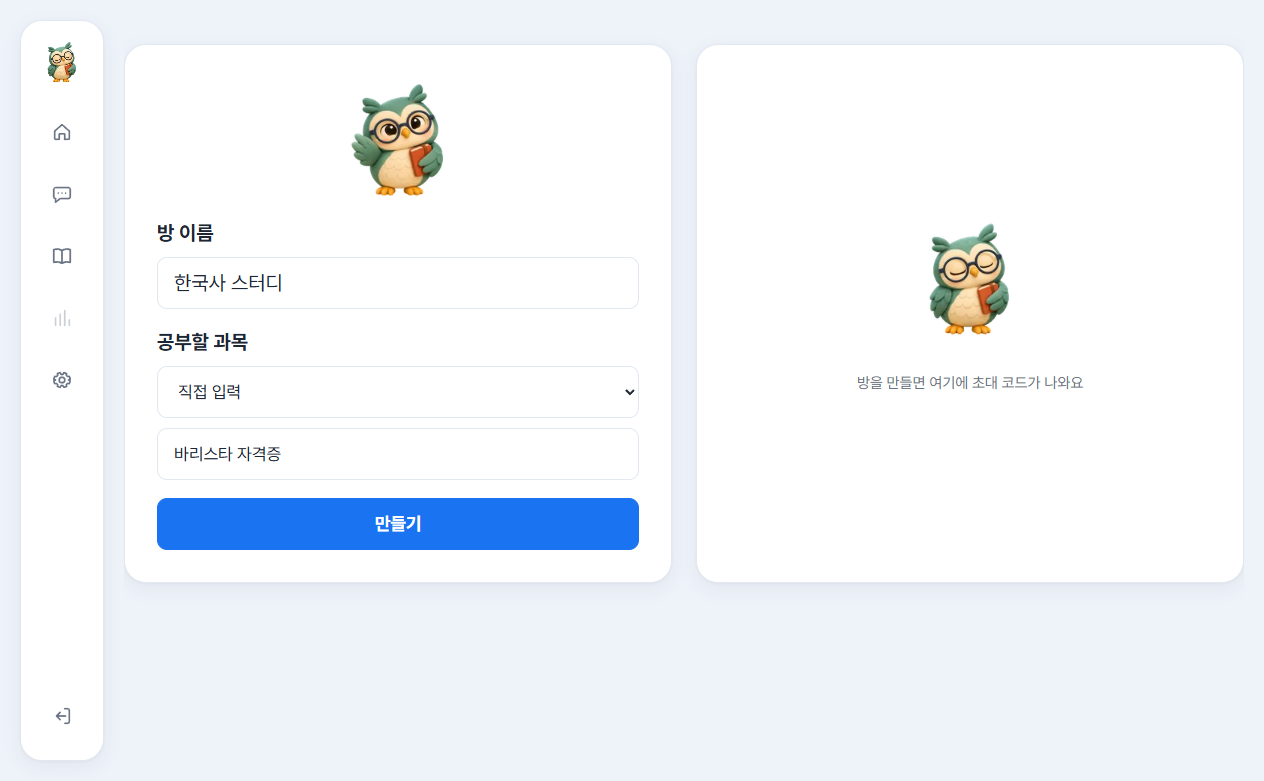 방 이름
한국사 스터디
공부할 과목
직접 입력
바리스타 자격증
만들기
방을 만들면 여기에 초대 코드가 나와요